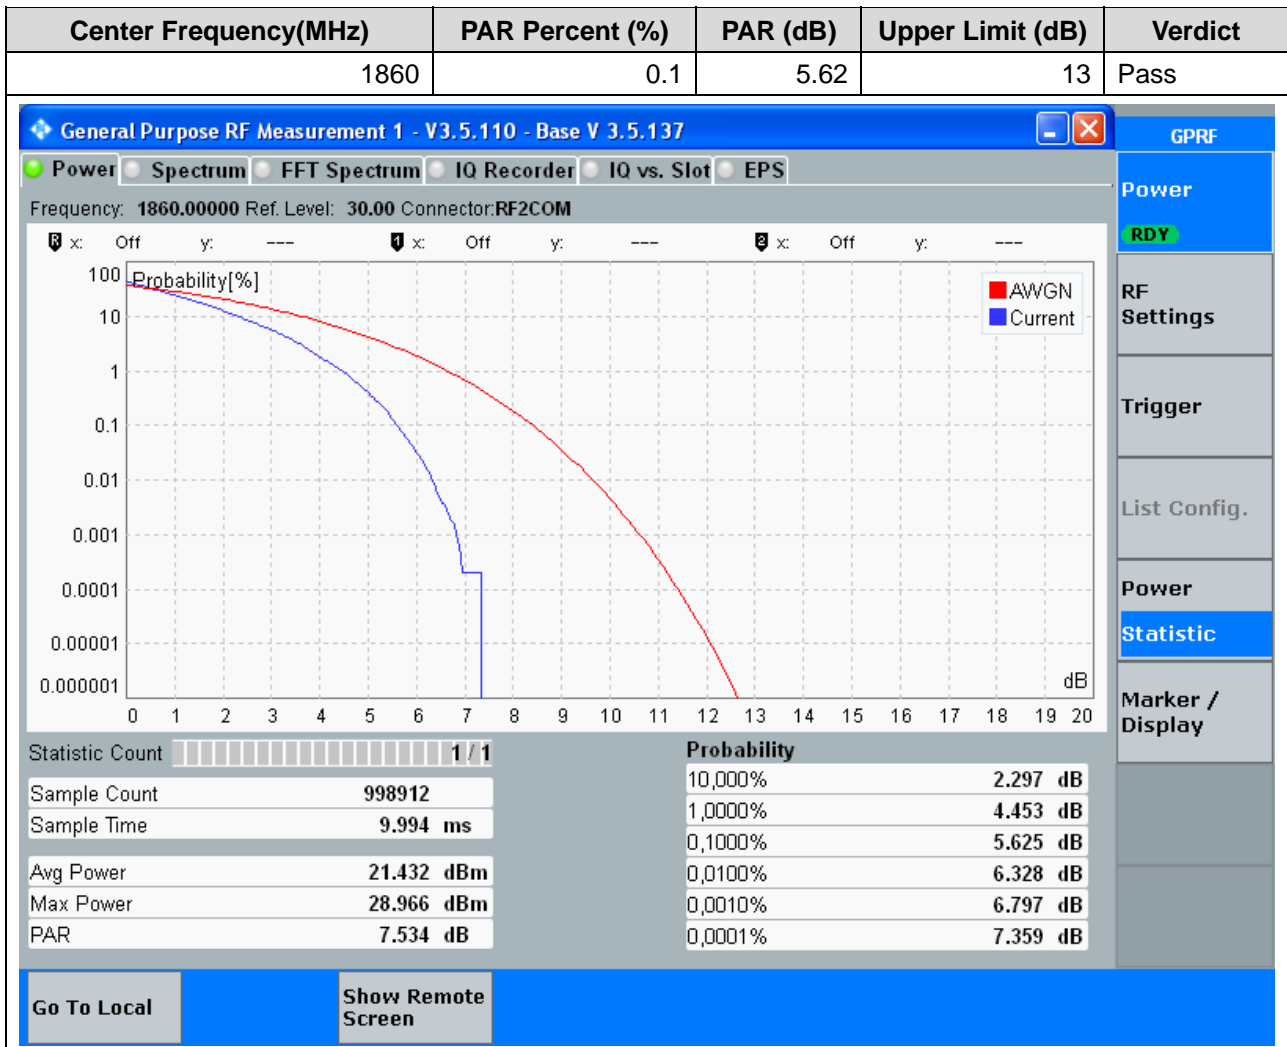 Center Frequency(MHz) PAR Percent (%) PAR (dB) Upper Limit (dB) Verdict
1860 0.1 5.62 13 Pass
General Purpose RF Measurement 1 - V3.5.110 - Base V 3.5.137
GPRF
Power Spectrum FFT Spectrum IQ Recorder IQ vs. Slot EPS
Frequency: 1860.00000 Ref. Level: 30.00 Connector:RF2COM
R x: Off y: --- 1 x: Off y: --- 2 x: Off y: ---
Power
RDY
RF
Settings
Trigger
List Config.
Power
Statistic
Marker /
Display
Probability[%]
AWGN
Current
100
10
1
0.1
0.01
0.001
0.0001
0.00001
0.000001
dB
0 1 2 3 4 5 6 7 8 9 10 11 12 13 14 15 16 17 18 19 20
Statistic Count 1 / 1
Sample Count 998912
Sample Time 9.994 ms
Avg Power 21.432 dBm
Max Power 28.966 dBm
PAR 7.534 dB
Probability
10,000% 2.297 dB
1,0000% 4.453 dB
0,1000% 5.625 dB
0,0100% 6.328 dB
0,0010% 6.797 dB
0,0001% 7.359 dB
Go To Local
Show Remote
Screen